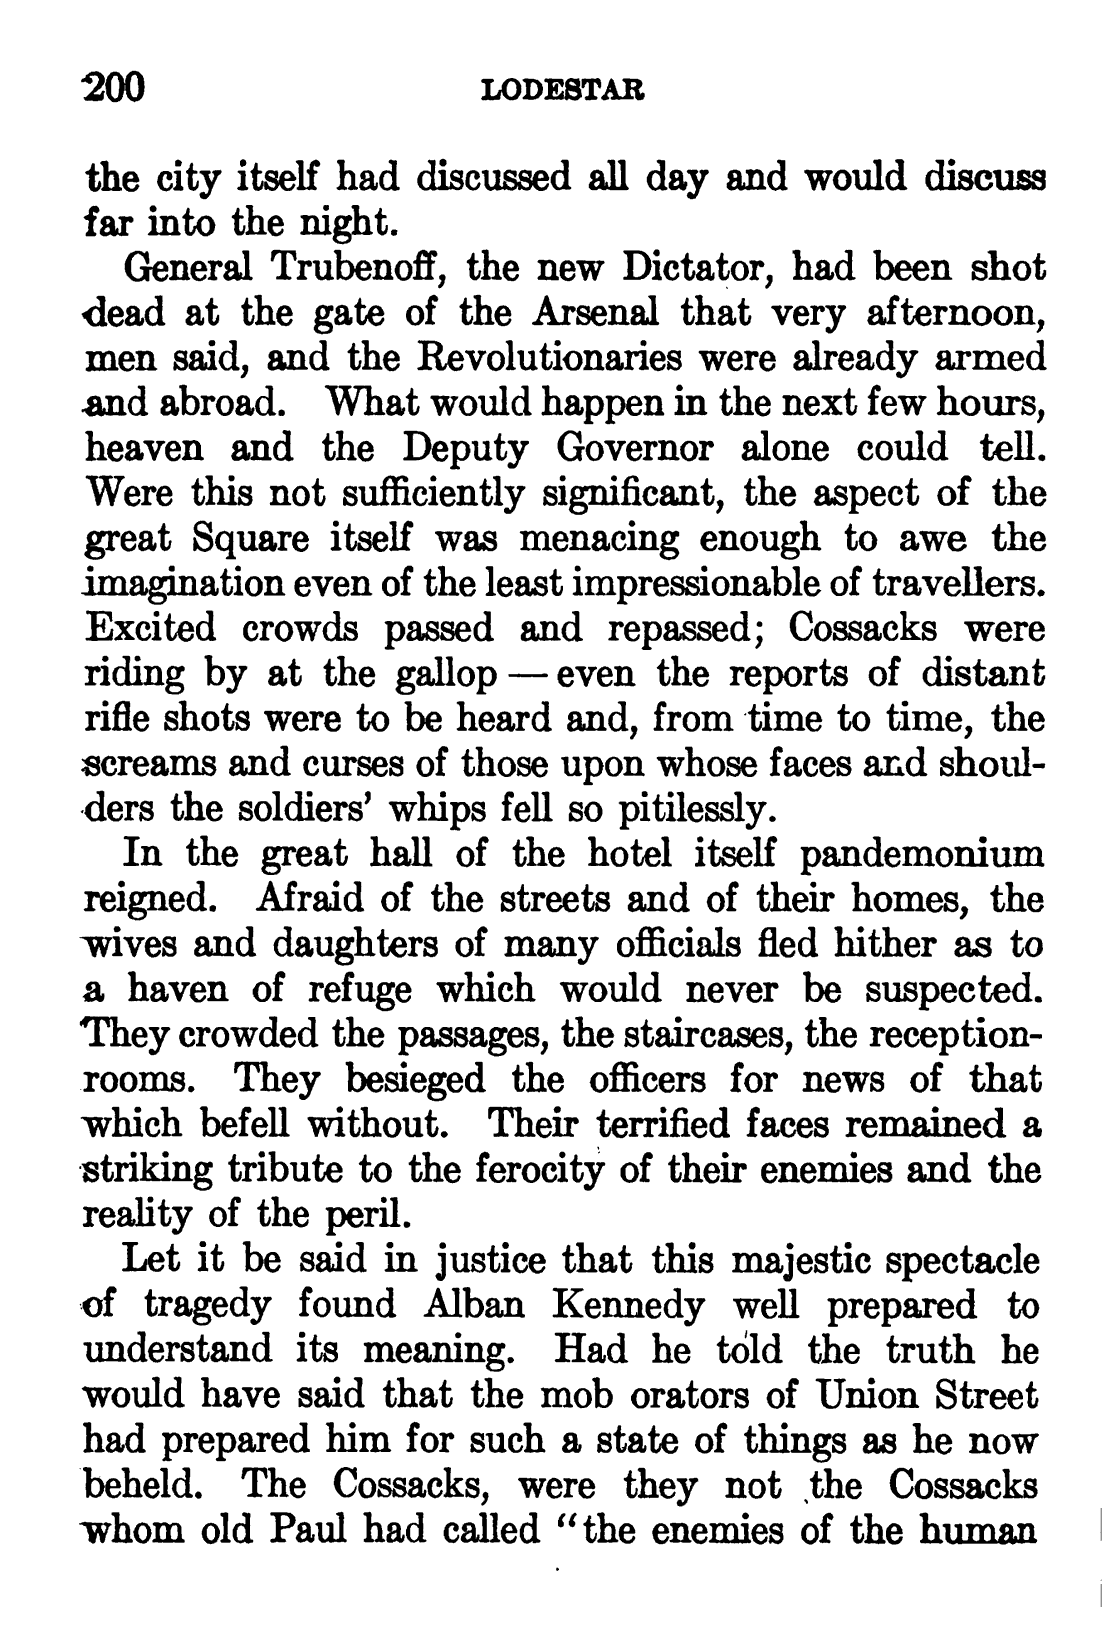 200 LODESTAR
the city itself had discussed all day and would discuss
far into the night.
General Trubenoff, the new Dictator, had been shot
dead at the gate of the Arsenal that very afternoon,
men said, and the Revolutionaries were already armed
and abroad. What would happen in the next few hours,
heaven and the Deputy Governor alone could tell.
Were this not sufficiently significant, the aspect of the
great Square itself was menacing enough to awe the
imagination even of the least impressionable of travellers.
Excited crowds passed and repassed; Cossacks were
riding by at the gallop — even the reports of distant
rifle shots were to be heard and, from time to time, the
screams and curses of those upon whose faces and shoul-
ders the soldiers' whips fell so pitilessly.
In the great hall of the hotel itself pandemonium
reigned. Afraid of the streets and of their homes, the
wives and daughters of many officials fled hither as to
a haven of refuge which would never be suspected.
They crowded the passages, the staircases, the reception-
rooms. They besieged the officers for news of that
which befell without. Their terrified faces remained a
striking tribute to the ferocity of their enemies and the
reality of the peril.
Let it be said in justice that this majestic spectacle
of tragedy found Alban Kennedy well prepared to
understand its meaning. Had he told the truth he
would have said that the mob orators of Union Street
had prepared him for such a state of things as he now
beheld. The Cossacks, were they not the Cossacks
whom old Paul had called "the enemies of the human